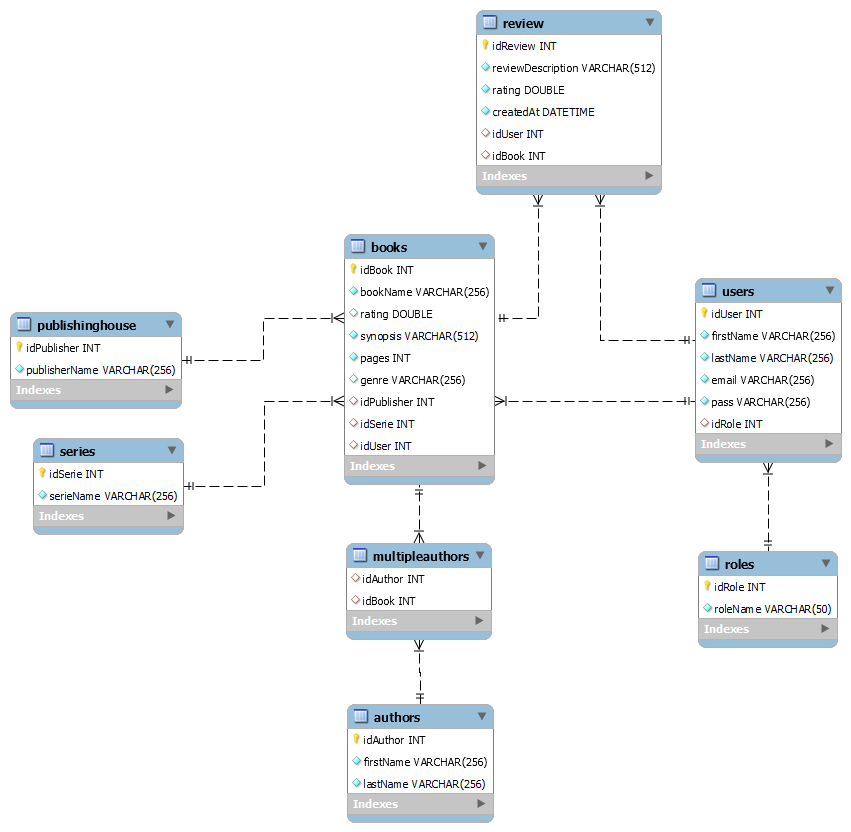 review
idReview INT
reviewDescription VARCHAR(512)
rating DOUBLE
createdAt DATETIME
idUser INT
idBook INT
Indexes
books
idBook INT
bookName VARCHAR(256)
rating DOUBLE
synopsis VARCHAR(512)
pages INT
genre VARCHAR(256)
idPublisher INT
idSerie INT
idUser INT
Indexes
users
idUser INT
firstName VARCHAR(256)
lastName VARCHAR(256)
email VARCHAR(256)
pass VARCHAR(256)
idRole INT
Indexes
publishinghouse
idPublisher INT
publisherName VARCHAR(256)
Indexes
series
idSerie INT
serieName VARCHAR(256)
Indexes
multipleauthors
idAuthor INT
idBook INT
Indexes
roles
idRole INT
roleName VARCHAR(50)
Indexes
authors
idAuthor INT
firstName VARCHAR(256)
lastName VARCHAR(256)
Indexes